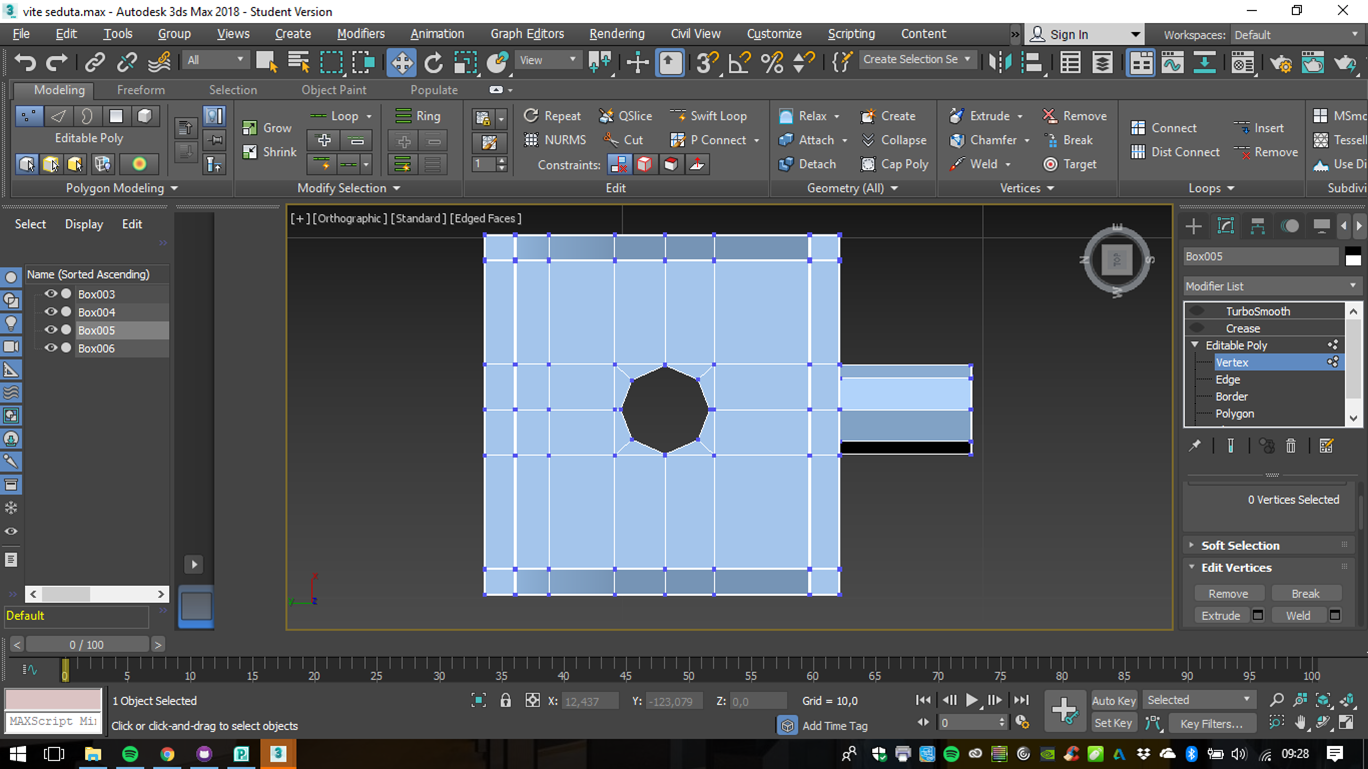 vite seduta.max - Autodesk 3ds Max 2018 - Student Version
File Edit Tools Group Views Create Modifiers Animation Graph Editors Rendering Civil View Customize Scripting Content » Sign In Workspaces: Default
All View Create Selection Se
Modeling Freeform Selection Object Paint Populate
Loop Ring Repeat QSlice Swift Loop Relax Create Extrude Remove MSmo
Editable Poly Grow NURMS Cut P Connect Attach Collapse Chamfer Break Connect Insert Tessell
Shrink 1 Constraints: Detach Cap Poly Weld Target Dist Connect Remove Use Di
Polygon Modeling Modify Selection Edit Geometry (All) Vertices Loops Subdivi
Select Display Edit
[+] [Orthographic ] [Standard ] [Edged Faces ]
E
N TOP S
W
Name (Sorted Ascending)
Box003
Box004
Box005
Box006
Box005
Modifier List
TurboSmooth
Crease
Editable Poly
Vertex
Edge
Border
Polygon
0 Vertices Selected
Soft Selection
Edit Vertices
Remove Break
Extrude Weld
Default
< 0 / 100 >
0 5 10 15 20 25 30 35 40 45 50 55 60 65 70 75 80 85 90 95 100
1 Object Selected X: 12,437 Y: -123,079 Z: 0,0 Grid = 10,0 Auto Key Selected
MAXScript Mi Click or click-and-drag to select objects Add Time Tag 0 Set Key Key Filters...
09:28